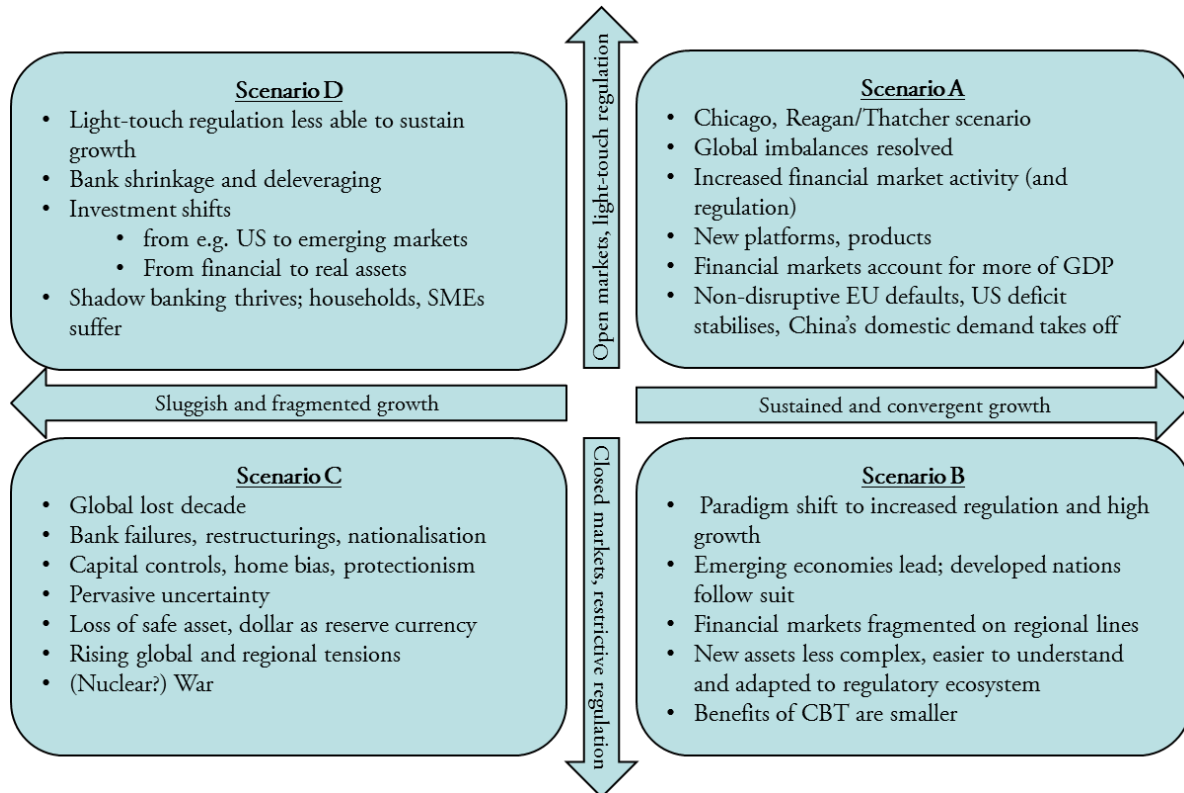 Scenario D
• Light-touch regulation less able to sustain
growth
• Bank shrinkage and deleveraging
• Investment shifts
• from e.g. US to emerging markets
• From financial to real assets
• Shadow banking thrives; households, SMEs
suffer
Open markets, light-touch regulation
Scenario A
• Chicago, Reagan/Thatcher scenario
• Global imbalances resolved
• Increased financial market activity (and
regulation)
• New platforms, products
• Financial markets account for more of GDP
• Non-disruptive EU defaults, US deficit
stabilises, China's domestic demand takes off
Sluggish and fragmented growth
Sustained and convergent growth
Scenario C
• Global lost decade
• Bank failures, restructurings, nationalisation
• Capital controls, home bias, protectionism
• Pervasive uncertainty
• Loss of safe asset, dollar as reserve currency
• Rising global and regional tensions
• (Nuclear?) War
Closed markets, restrictive regulation
Scenario B
• Paradigm shift to increased regulation and high
growth
• Emerging economies lead; developed nations
follow suit
• Financial markets fragmented on regional lines
• New assets less complex, easier to understand
and adapted to regulatory ecosystem
• Benefits of CBT are smaller